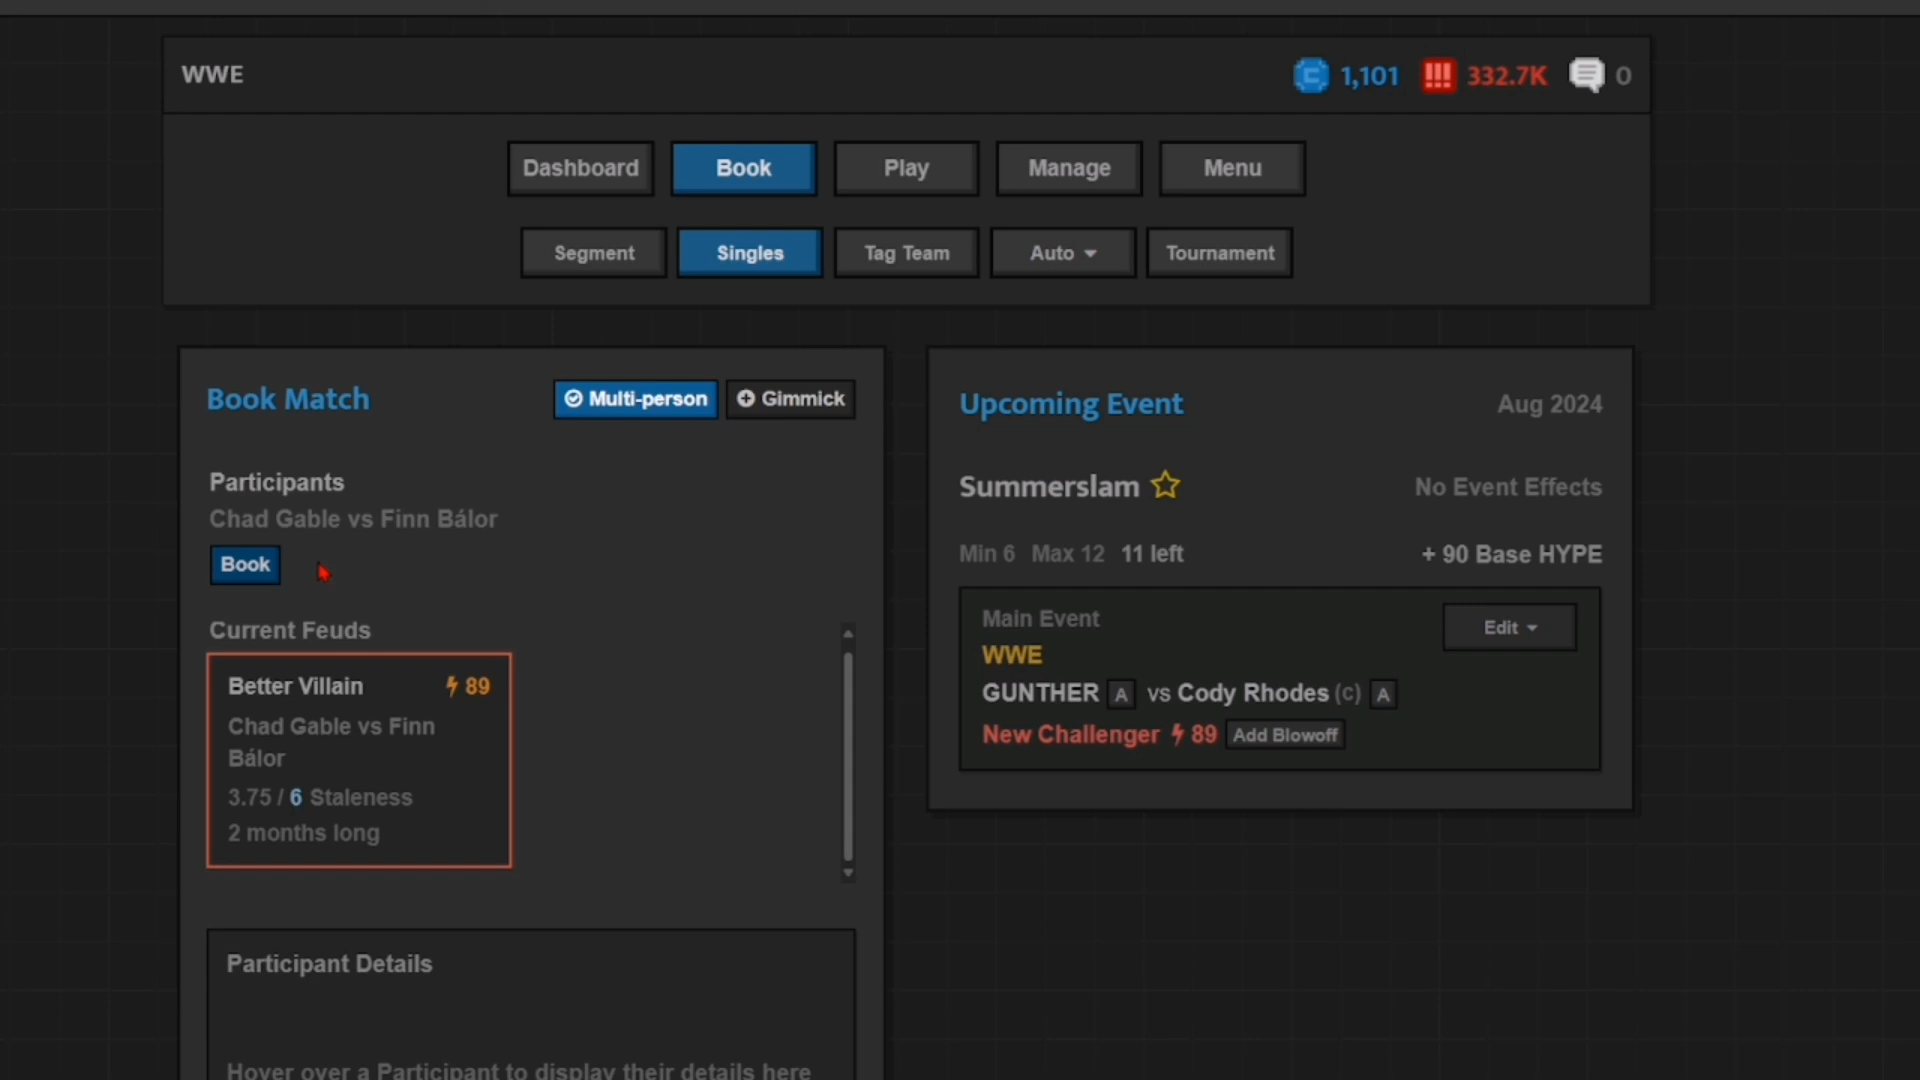 WWE
1,101
332.7K
0
Dashboard
Book
Play
Manage
Menu
Segment
Singles
Tag Team
Auto
Tournament
Book Match
Multi-person
Gimmick
Participants
Chad Gable vs Finn Bálor
Book
Current Feuds
Better Villain
89
Chad Gable vs Finn
Bálor
3.75 / 6 Staleness
2 months long
Participant Details
Hover over a Participant to display their details here
Upcoming Event
Aug 2024
Summerslam
No Event Effects
Min 6 Max 12 11 left
+ 90 Base HYPE
Main Event
Edit
WWE
GUNTHER A vs Cody Rhodes (c) A
New Challenger 89 Add Blowoff